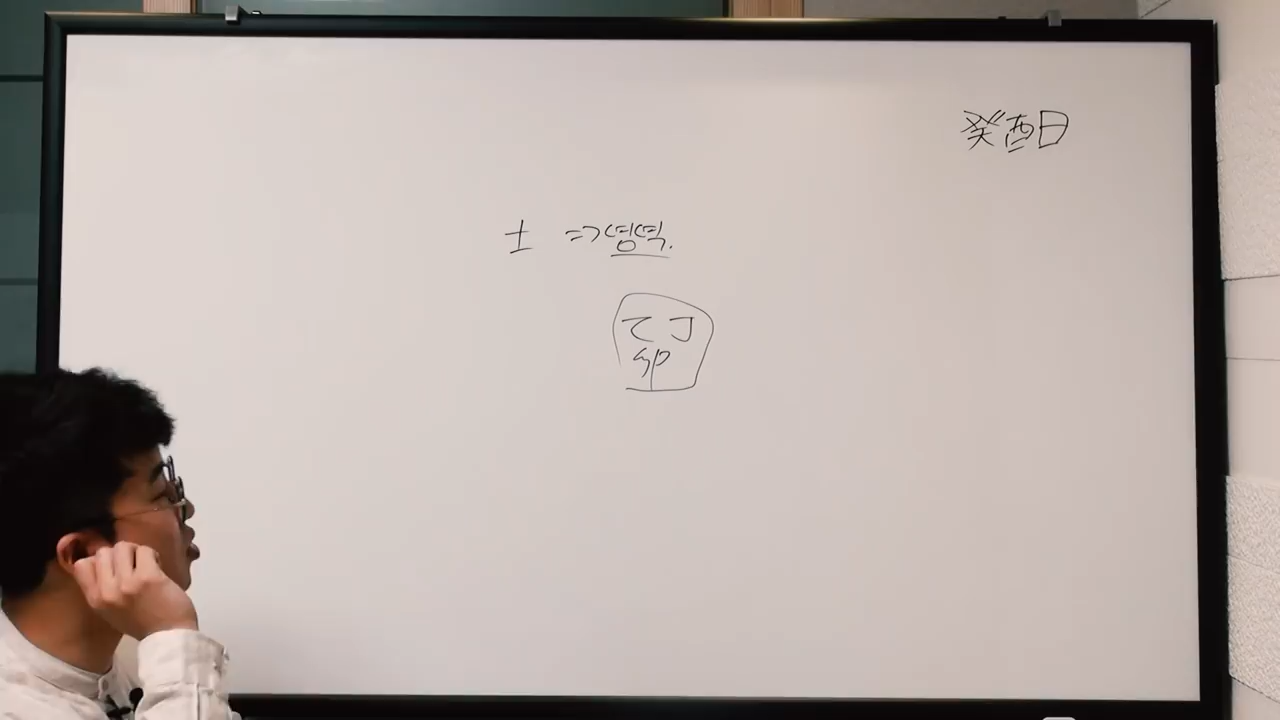 癸酉日
土 => 영역.
乙丁
卯